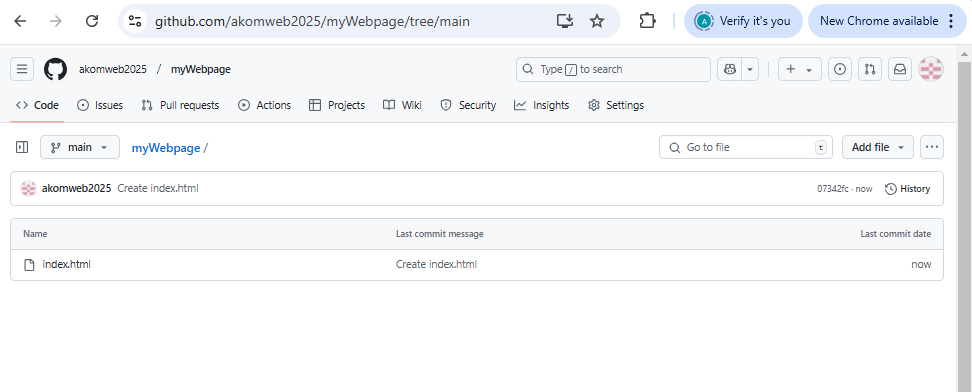 github.com/akomweb2025/myWebpage/tree/main
A Verify it's you
New Chrome available
akomweb2025 / myWebpage
Type / to search
Code
Issues
Pull requests
Actions
Projects
Wiki
Security
Insights
Settings
main
myWebpage /
Go to file
t
Add file
akomweb2025 Create index.html
07342fc · now
History
Name Last commit message Last commit date
index.html Create index.html now